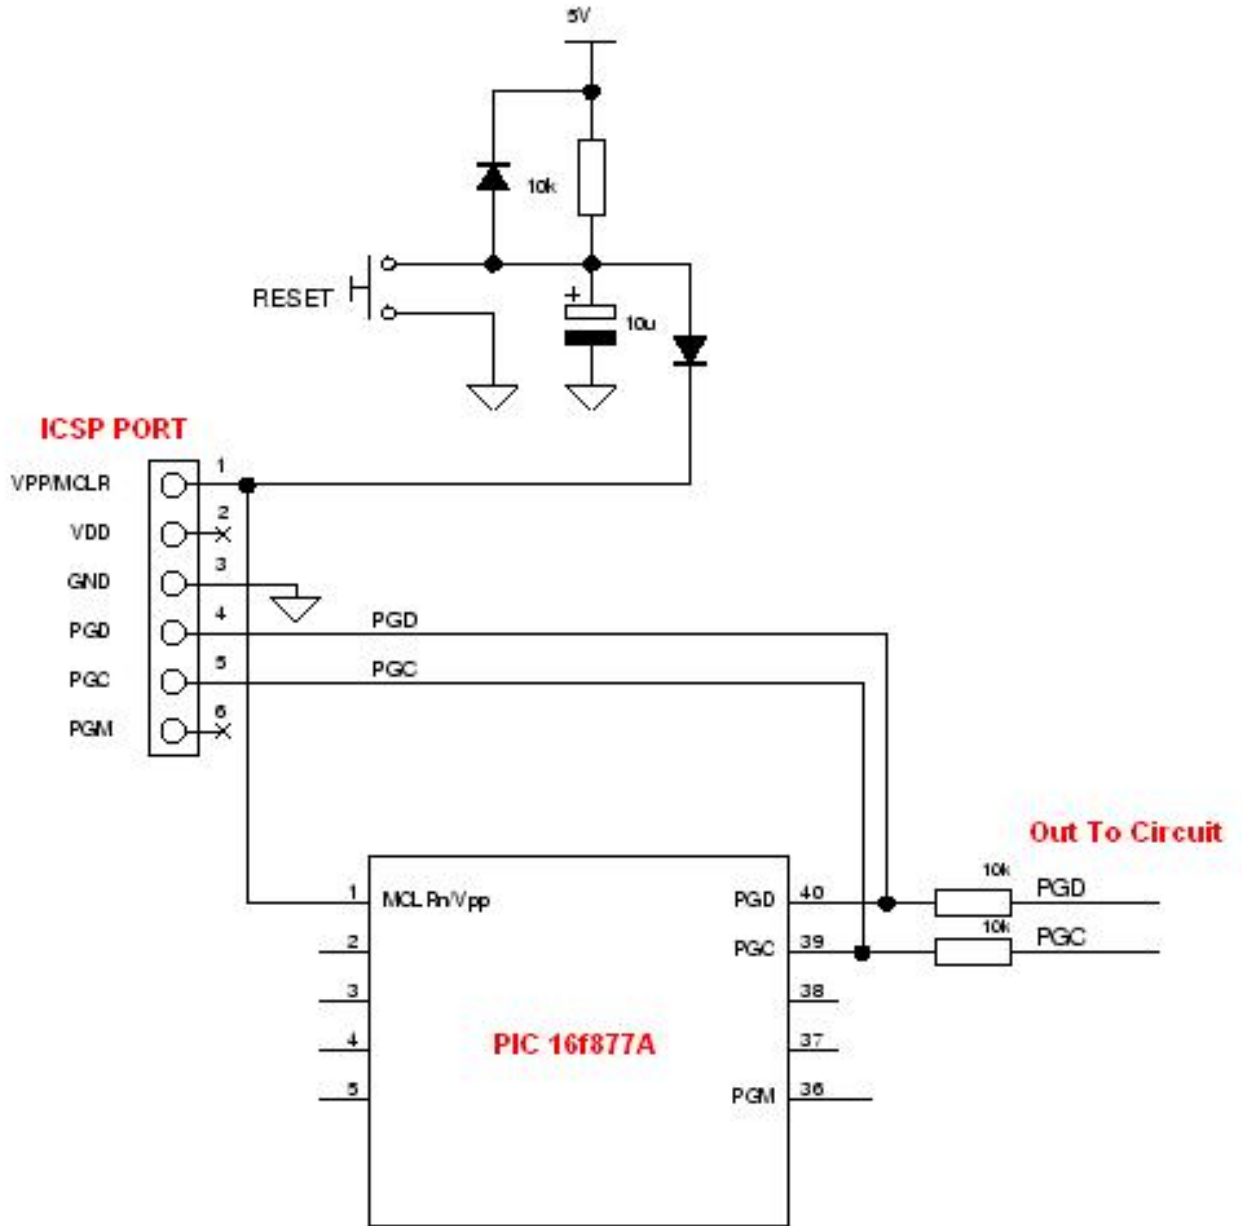 5V
10k
RESET
+
10u
ICSP PORT
VPP/MCLR
1
VDD
2
GND
3
PGD
4
PGD
PGC
5
PGC
PGM
6
Out To Circuit
10k
1
MCLRn/Vpp
PGD
40
PGD
10k
2
PGC
39
PGC
3
38
4
PIC 16f877A
37
5
PGM
36